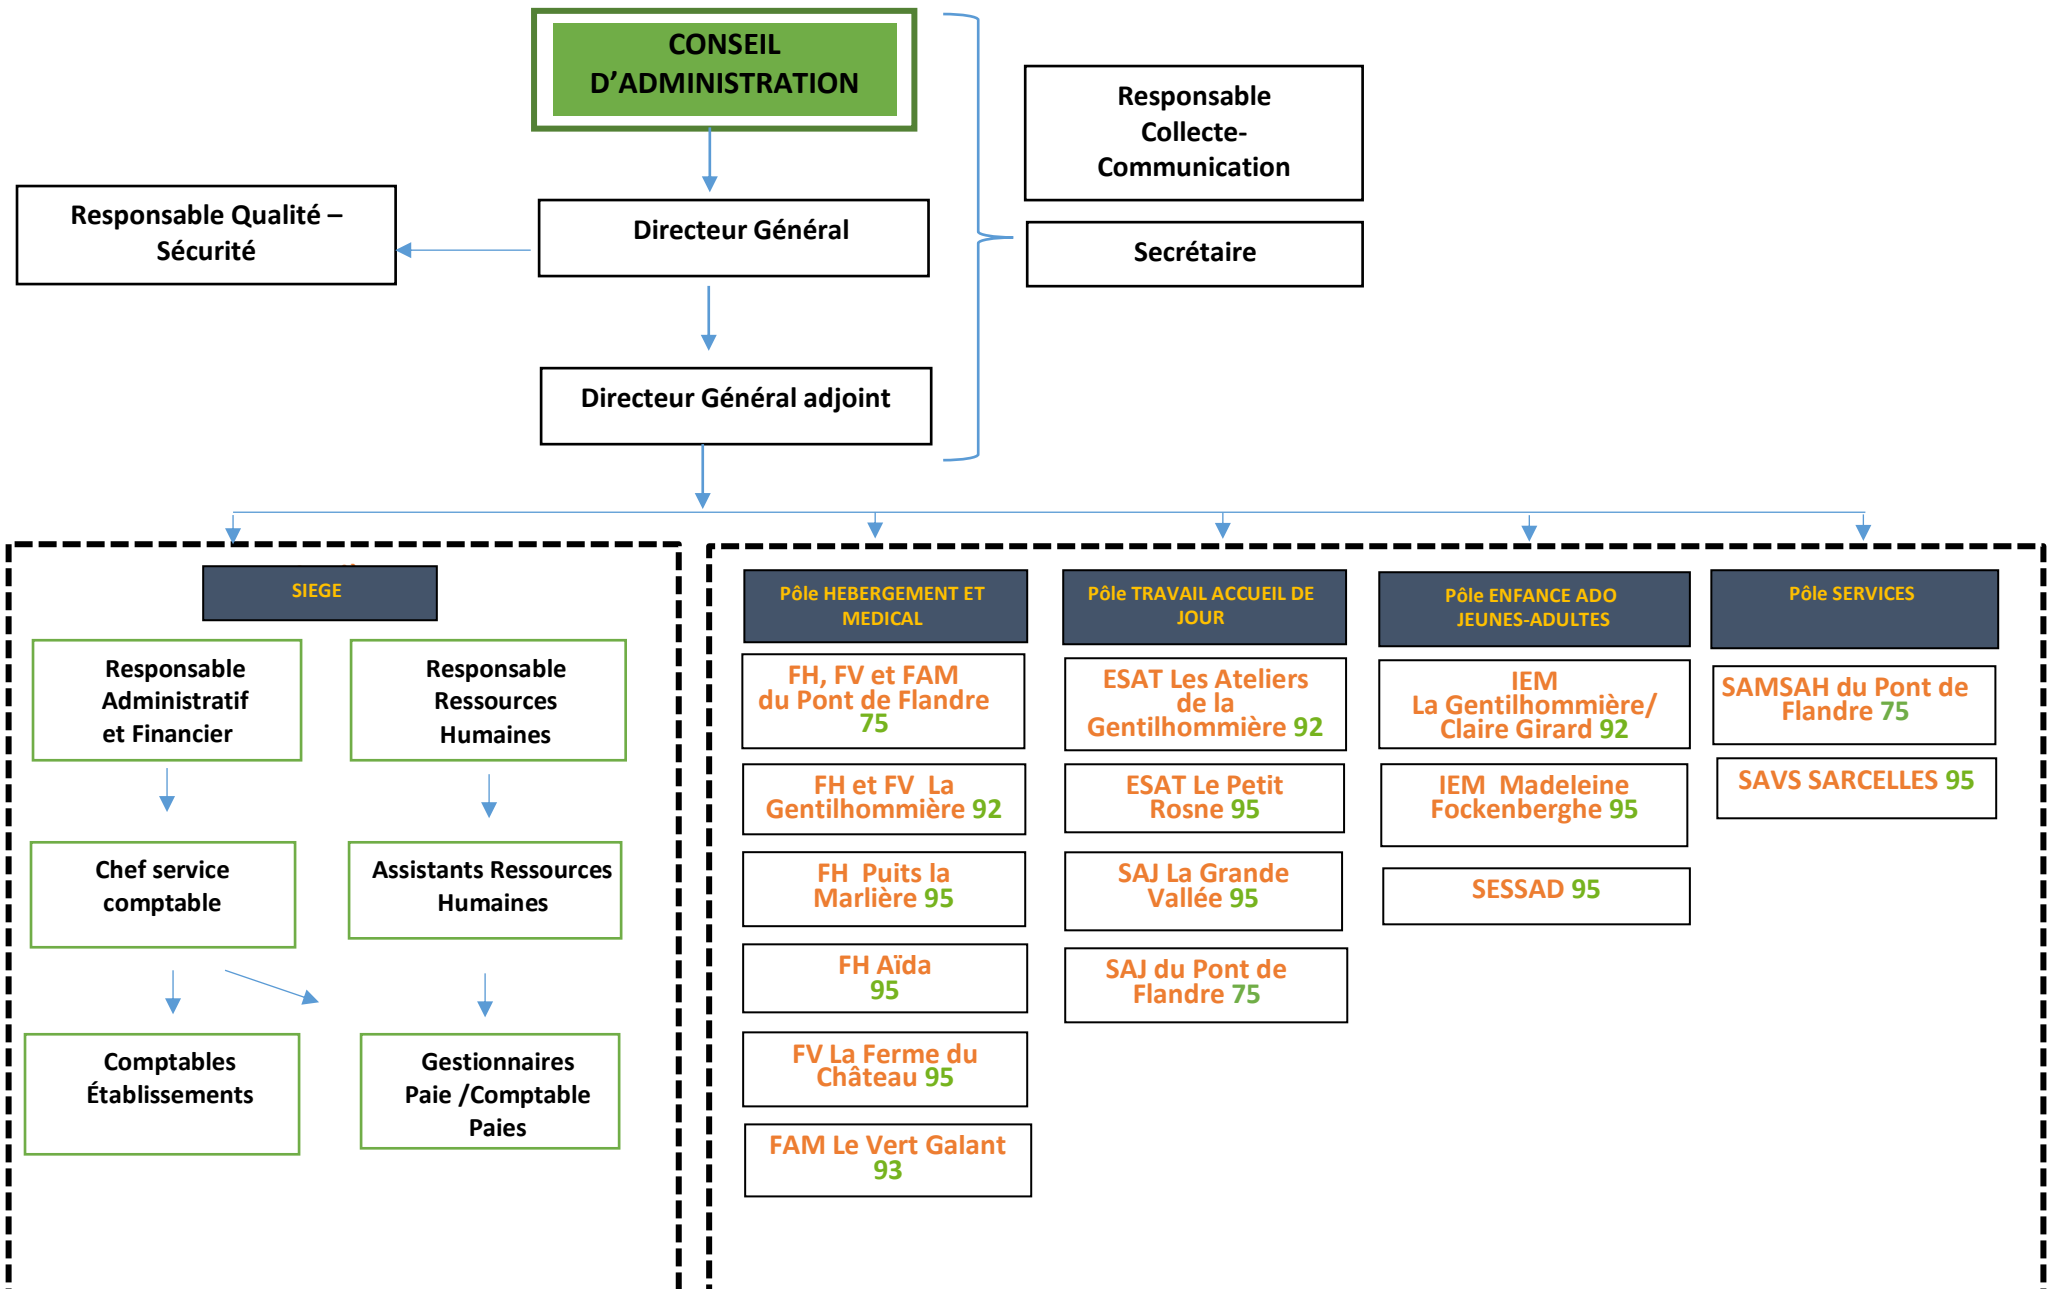 CONSEIL
D'ADMINISTRATION
Responsable
Collecte-
Communication
Responsable Qualité –
Sécurité
Directeur Général
Secrétaire
Directeur Général adjoint
SIEGE
Responsable
Administratif
et Financier
Responsable
Ressources
Humaines
Chef service
comptable
Assistants Ressources
Humaines
Comptables
Établissements
Gestionnaires
Paie /Comptable
Paies
Pôle HEBERGEMENT ET
MEDICAL
FH, FV et FAM
du Pont de Flandre
75
FH et FV La
Gentilhommière 92
FH Puits la
Marlière 95
FH Aïda
95
FV La Ferme du
Château 95
FAM Le Vert Galant
93
Pôle TRAVAIL ACCUEIL DE
JOUR
ESAT Les Ateliers
de la
Gentilhommière 92
ESAT Le Petit
Rosne 95
SAJ La Grande
Vallée 95
SAJ du Pont de
Flandre 75
Pôle ENFANCE ADO
JEUNES-ADULTES
IEM
La Gentilhommière/
Claire Girard 92
IEM Madeleine
Fockenberghe 95
SESSAD 95
Pôle SERVICES
SAMSAH du Pont de
Flandre 75
SAVS SARCELLES 95